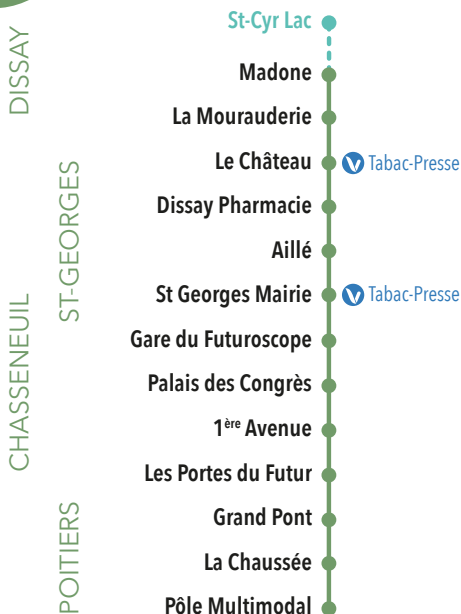 St-Cyr Lac
DISSAY
Madone
La Mourauderie
Le Château
Tabac-Presse
ST-GEORGES
Dissay Pharmacie
Aillé
St Georges Mairie
Tabac-Presse
CHASSENEUIL
Gare du Futuroscope
Palais des Congrès
1ère Avenue
Les Portes du Futur
POITIERS
Grand Pont
La Chaussée
Pôle Multimodal